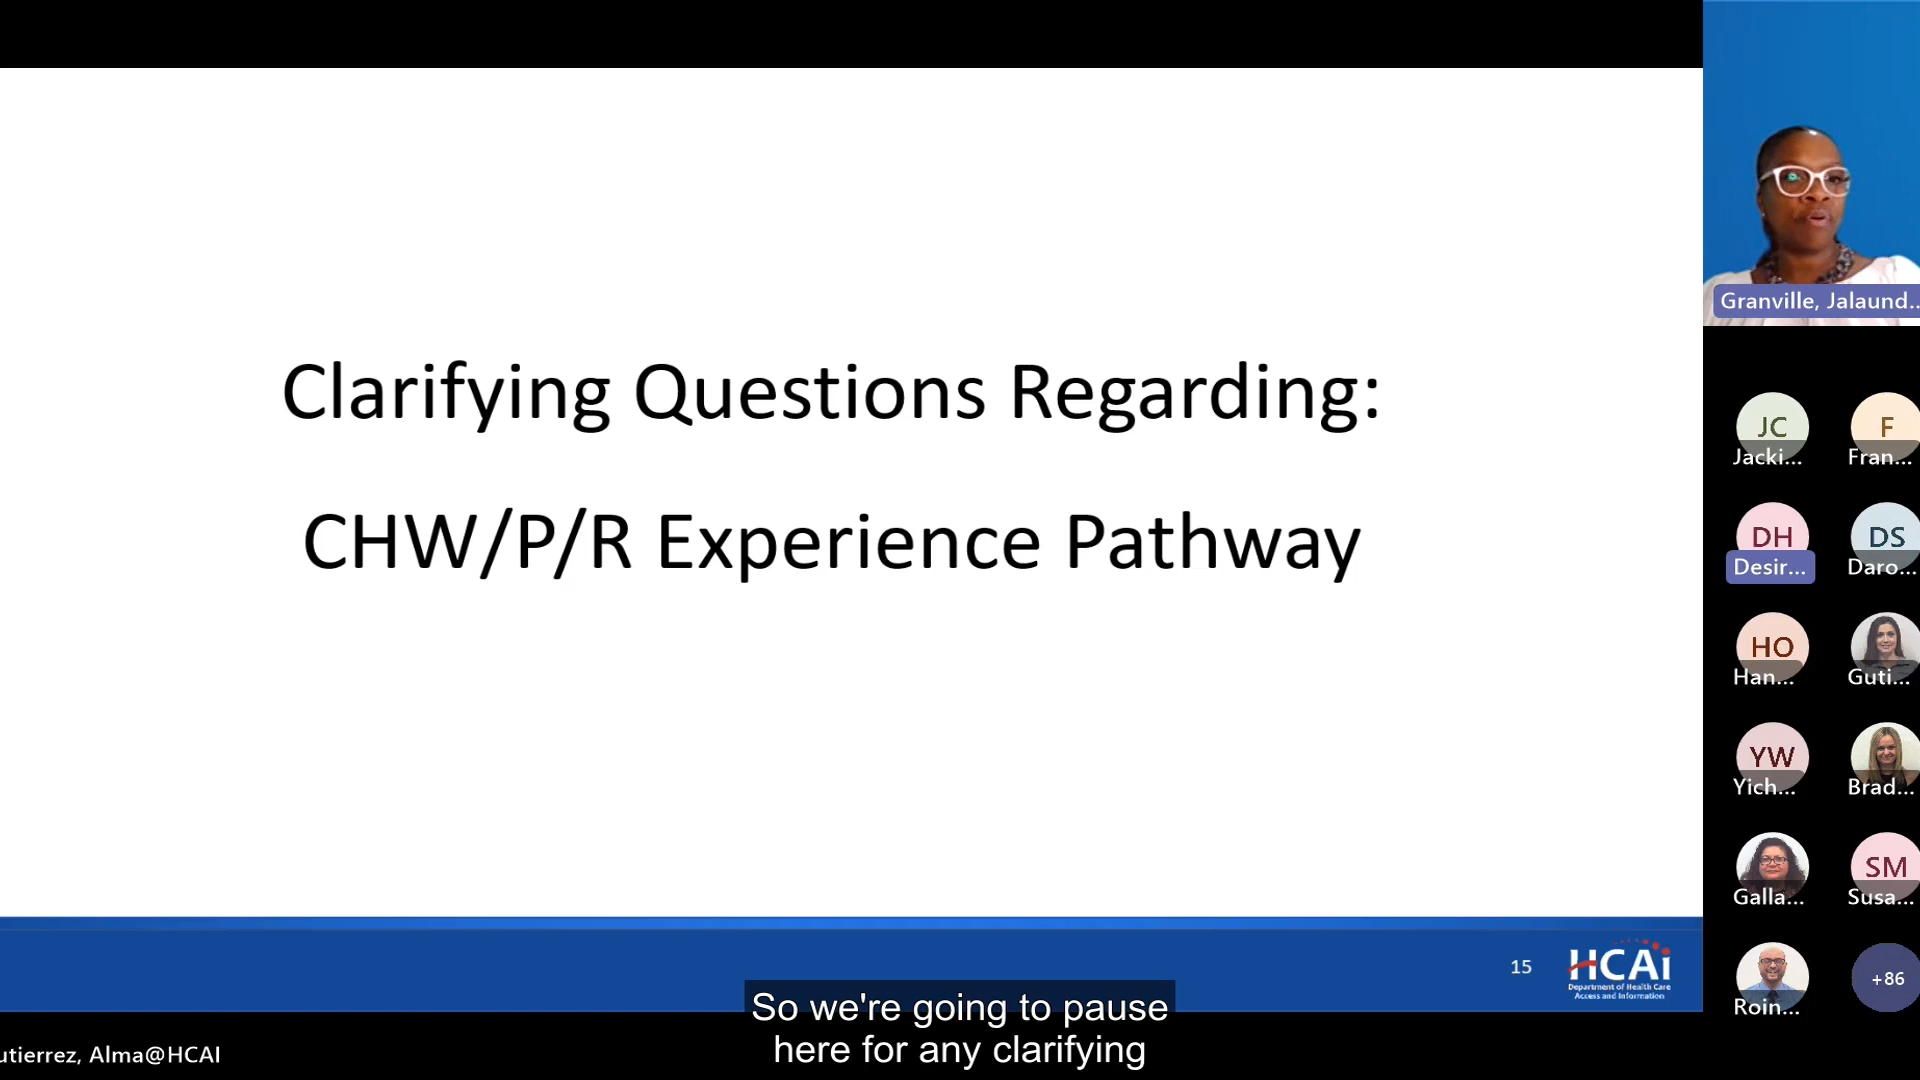 Clarifying Questions Regarding:
CHW/P/R Experience Pathway
15
HCAi
Department of Health Care
Access and Information
So we're going to pause
here for any clarifying
utierrez, Alma@HCAI
Granville, Jalaund...
JC
Jacki...
F
Fran...
DH
Desir...
DS
Daro...
HO
Han...
Guti...
YW
Yich...
Brad...
Galla...
SM
Susa...
Roin...
+86